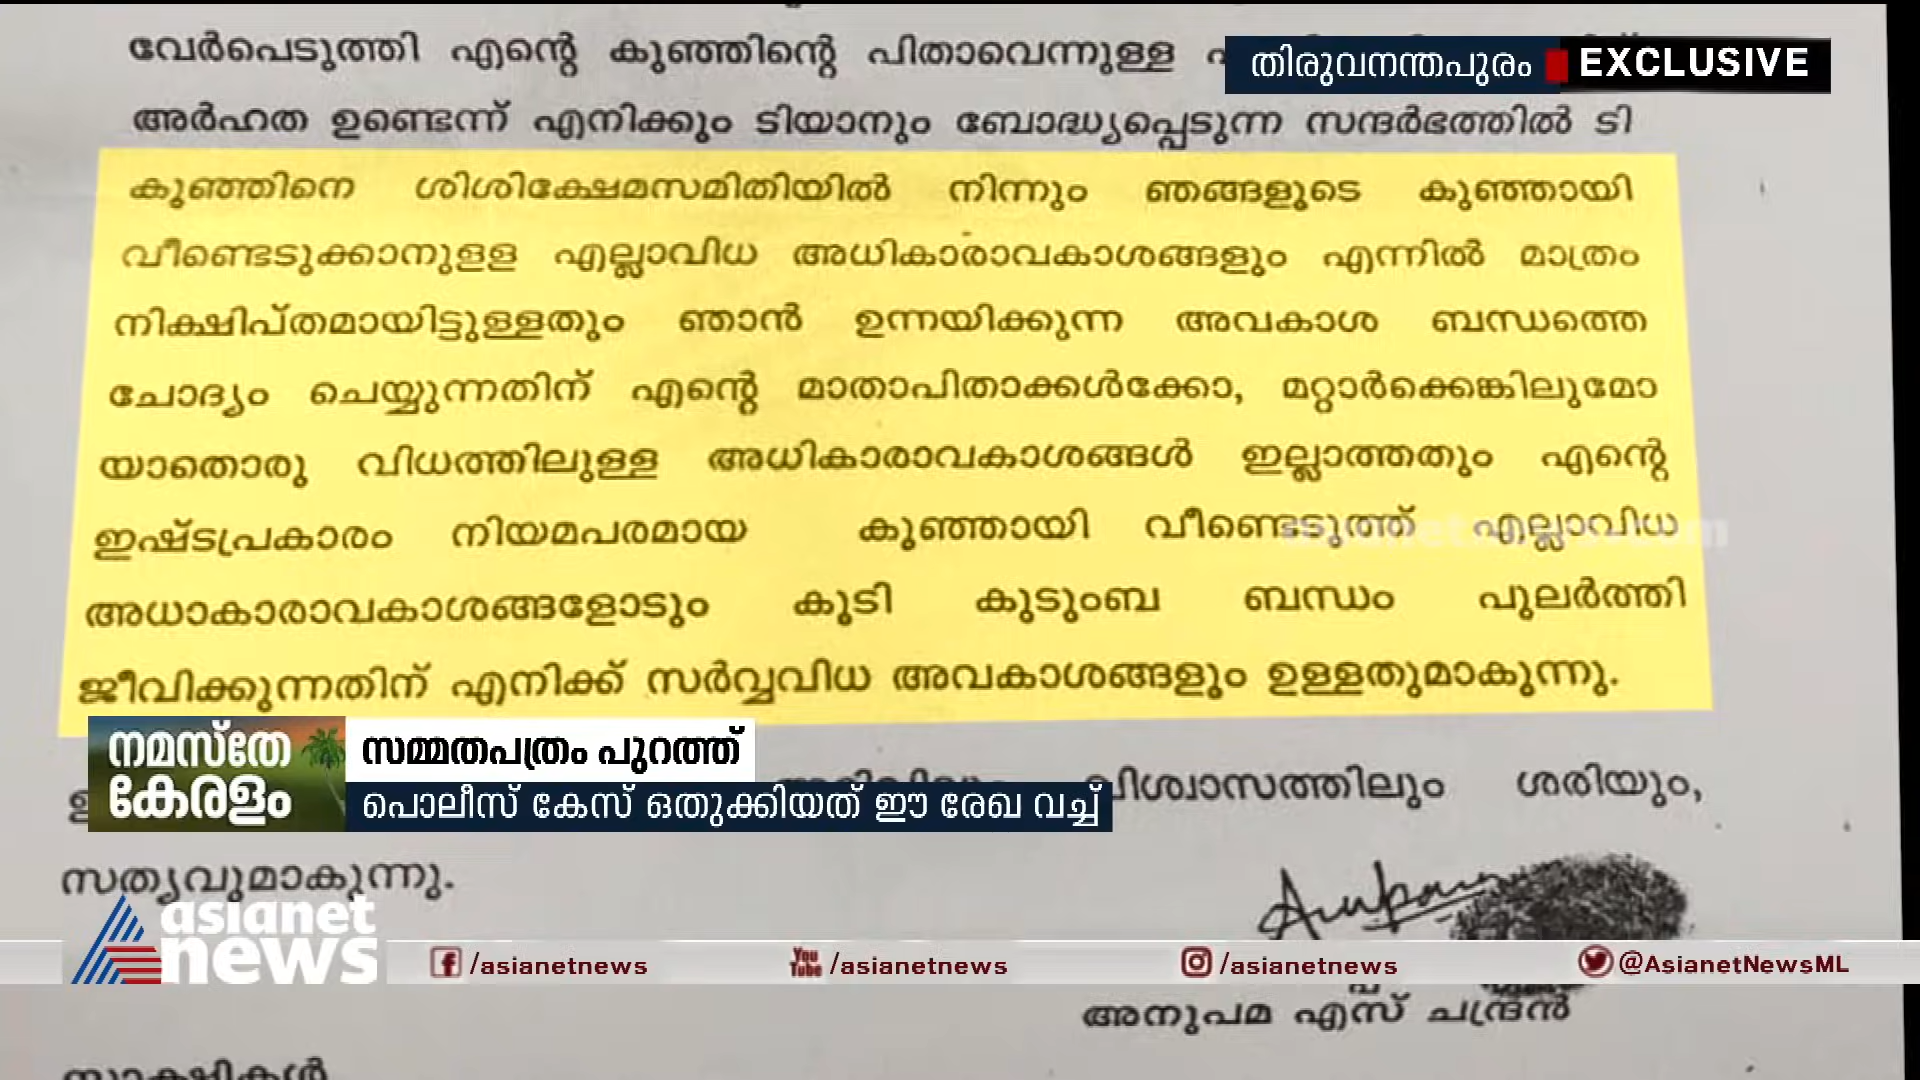 വേർപെടുത്തി എന്റെ കുഞ്ഞിന്റെ പിതാവെന്നുള്ള
തിരുവനന്തപുരം EXCLUSIVE
അർഹത ഉണ്ടെന്ന് എനിക്കും ടിയാനും ബോദ്ധ്യപ്പെടുന്ന സന്ദർഭത്തിൽ ടി
കുഞ്ഞിനെ ശിശിക്ഷേമസമിതിയിൽ നിന്നും ഞങ്ങളുടെ കുഞ്ഞായി
വീണ്ടെടുക്കാനുളള എല്ലാവിധ അധികാരാവകാശങ്ങളും എന്നിൽ മാത്രം
നിക്ഷിപ്തമായിട്ടുള്ളതും ഞാൻ ഉന്നയിക്കുന്ന അവകാശ ബന്ധത്തെ
ചോദ്യം ചെയ്യുന്നതിന് എന്റെ മാതാപിതാക്കൾക്കോ, മറ്റാർക്കെങ്കിലുമോ
യാതൊരു വിധത്തിലുള്ള അധികാരാവകാശങ്ങൾ ഇല്ലാത്തതും എന്റെ
ഇഷ്ടപ്രകാരം നിയമപരമായ കുഞ്ഞായി വീണ്ടെടുത്ത് എല്ലാവിധ
അധാകാരാവകാശങ്ങളോടും കൂടി കുടുംബ ബന്ധം പുലർത്തി
ജീവിക്കുന്നതിന് എനിക്ക് സർവ്വവിധ അവകാശങ്ങളും ഉള്ളതുമാകുന്നു.
നമസ്തേ കേരളം
സമ്മതപത്രം പുറത്ത്
പൊലീസ് കേസ് ഒതുക്കിയത് ഈ രേഖ വച്ച്
വിശ്വാസത്തിലും ശരിയും,
സത്യവുമാകുന്നു.
asianet news
/asianetnews You Tube /asianetnews /asianetnews @AsianetNewsML
അനുപമ എസ് ചന്ദ്രൻ
സാക്ഷികൾ